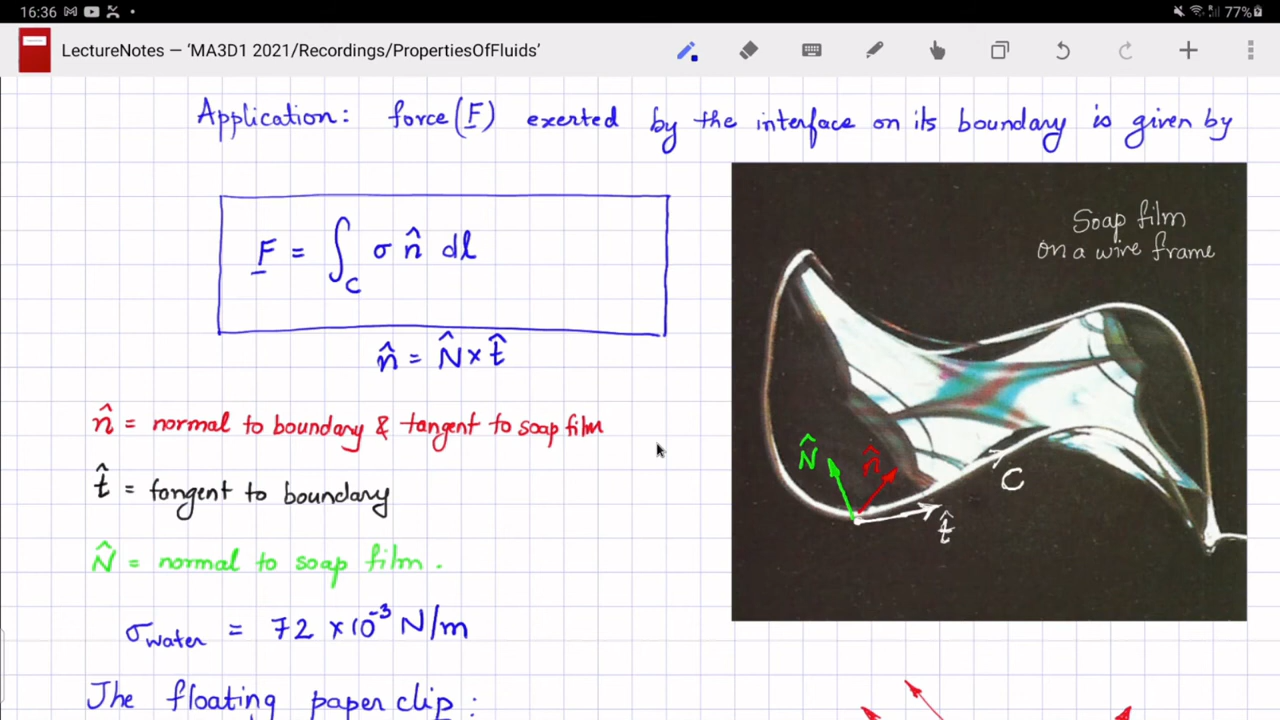 16:36
77%
LectureNotes — ‘MA3D1 2021/Recordings/PropertiesOfFluids’
Application: force (F) exerted by the interface on its boundary is given by
F = ∫_C σ n̂ dl
n̂ = N̂ × t̂
n̂ = normal to boundary & tangent to soap film
t̂ = tangent to boundary
N̂ = normal to soap film.
σ_water = 72 × 10⁻³ N/m
The floating paper clip:
Soap film
on a wire frame
N̂
n̂
C
t̂